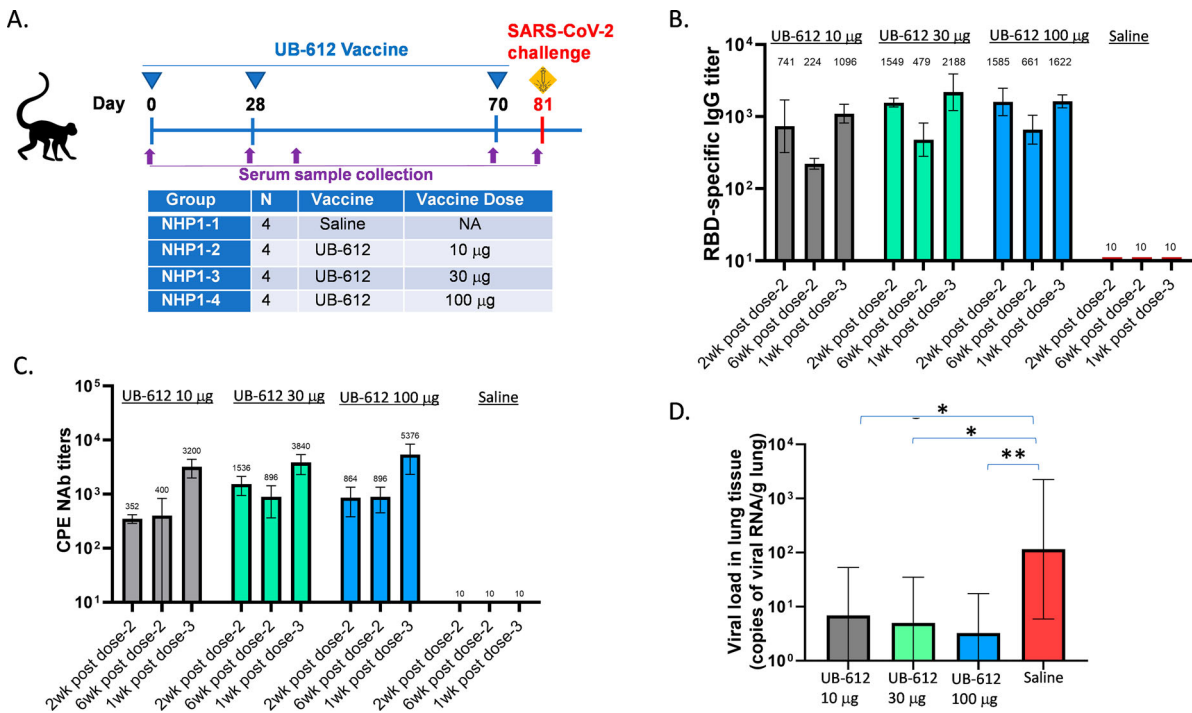 A.
UB-612 Vaccine
SARS-CoV-2
challenge
Day 0 28 70 81
Serum sample collection
Group N Vaccine Vaccine Dose
NHP1-1 4 Saline NA
NHP1-2 4 UB-612 10 µg
NHP1-3 4 UB-612 30 µg
NHP1-4 4 UB-612 100 µg
B.
RBD-specific IgG titer
UB-612 10 µg UB-612 30 µg UB-612 100 µg Saline
741 224 1096 1549 479 2188 1585 661 1622
10 10 10
10⁴
10³
10²
10¹
2wk post dose-2
6wk post dose-2
1wk post dose-3
2wk post dose-2
6wk post dose-2
1wk post dose-3
2wk post dose-2
6wk post dose-2
1wk post dose-3
2wk post dose-2
6wk post dose-2
1wk post dose-3
C.
CPE NAb titers
UB-612 10 µg UB-612 30 µg UB-612 100 µg Saline
352 400 3200 1536 896 3840 864 896 5376 10 10 10
10⁵
10⁴
10³
10²
10¹
2wk post dose-2
6wk post dose-2
1wk post dose-3
2wk post dose-2
6wk post dose-2
1wk post dose-3
2wk post dose-2
6wk post dose-2
1wk post dose-3
2wk post dose-2
6wk post dose-2
1wk post dose-3
D.
Viral load in lung tissue
(copies of viral RNA/g lung)
*
*
**
10⁴
10³
10²
10¹
10⁰
UB-612 UB-612 UB-612 Saline
10 µg 30 µg 100 µg